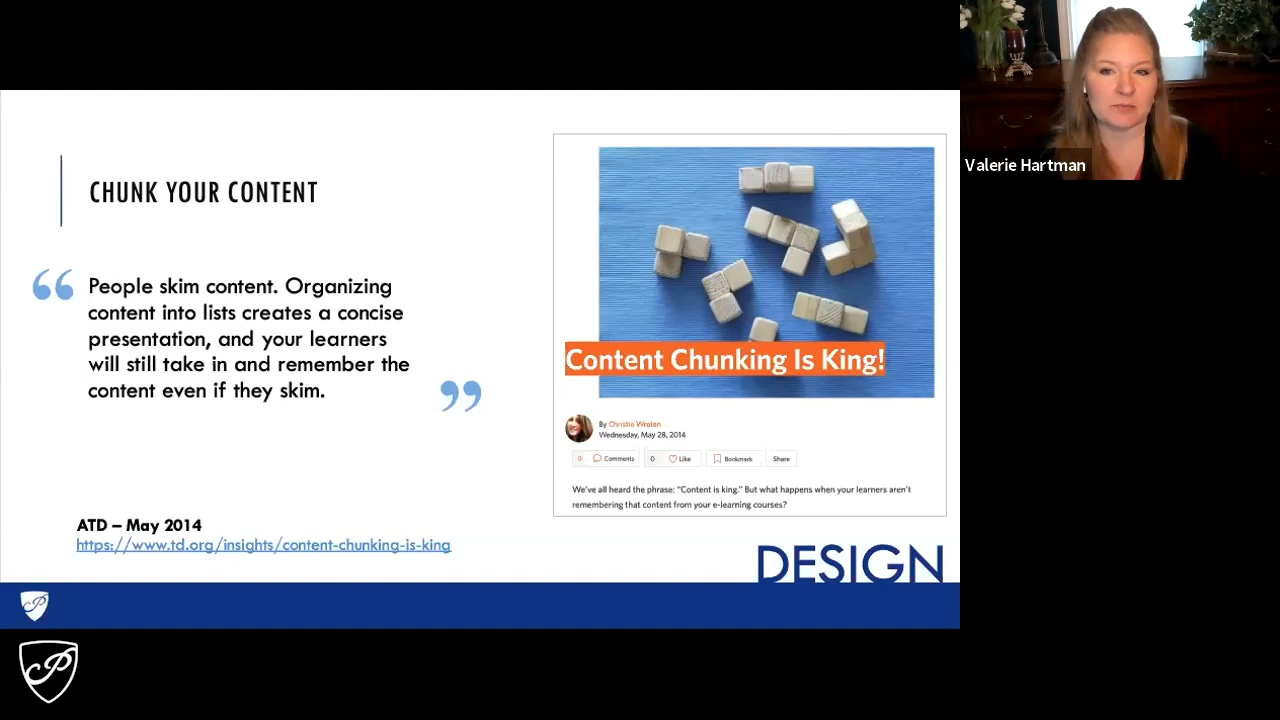 CHUNK YOUR CONTENT
“
People skim content. Organizing
content into lists creates a concise
presentation, and your learners
will still take in and remember the
content even if they skim.
”
ATD – May 2014
https://www.td.org/insights/content-chunking-is-king
Content Chunking Is King!
By Christie Wroten
Wednesday, May 28, 2014
0 Comments 0 Like Bookmark Share
We've all heard the phrase: “Content is king.” But what happens when your learners aren't
remembering that content from your e-learning courses?
DESIGN
Valerie Hartman